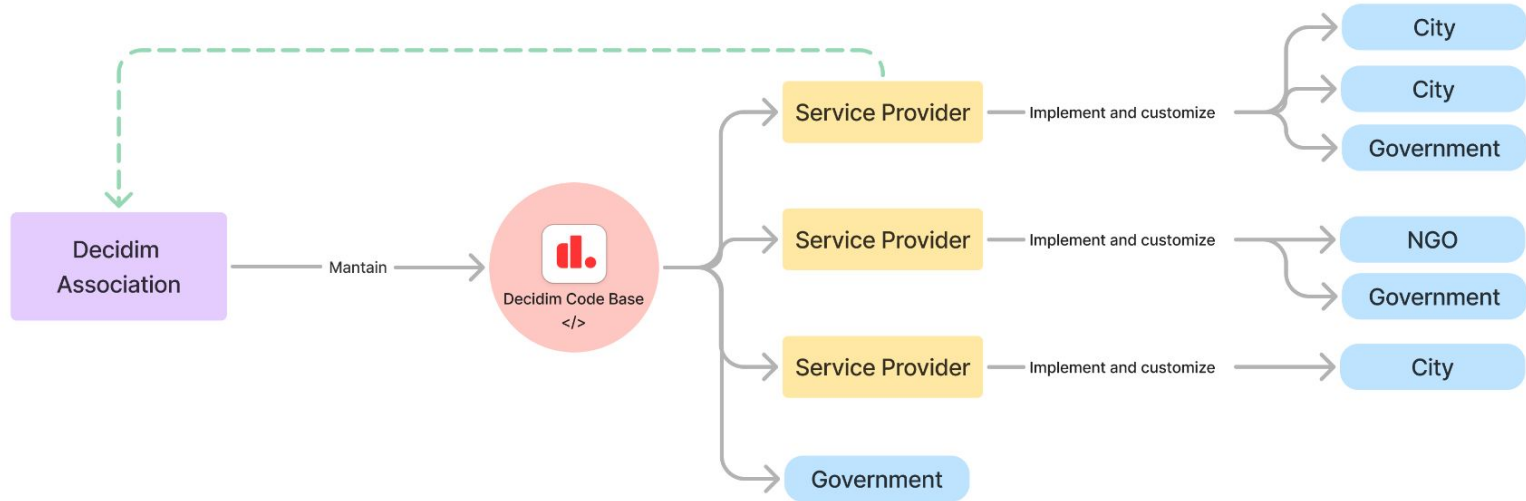 City
City
Service Provider
Implement and customize
Government
Decidim
Association
Mantain
Decidim Code Base
</>
Service Provider
Implement and customize
NGO
Government
Service Provider
Implement and customize
City
Government